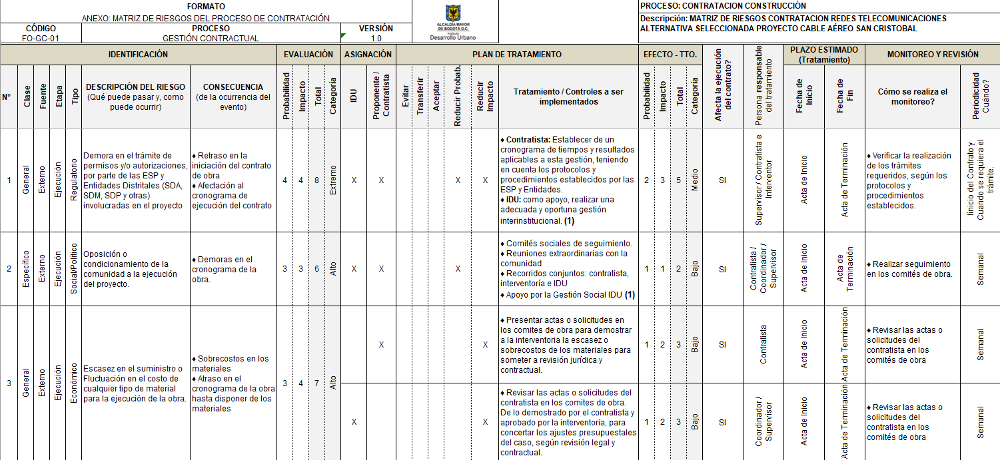 FORMATO
ANEXO: MATRIZ DE RIESGOS DEL PROCESO DE CONTRATACIÓN
CÓDIGO
FO-GC-01
PROCESO
GESTIÓN CONTRACTUAL
VERSIÓN
1.0
ALCALDÍA MAYOR
DE BOGOTÁ D.C.
Instituto
Desarrollo Urbano
PROCESO: CONTRATACION CONSTRUCCIÓN
Descripción: MATRIZ DE RIESGOS CONTRATACION REDES TELECOMUNICACIONES
ALTERNATIVA SELECCIONADA PROYECTO CABLE AÉREO SAN CRISTOBAL
IDENTIFICACIÓN
EVALUACIÓN
ASIGNACIÓN
PLAN DE TRATAMIENTO
EFECTO - TTO.
Afecta la ejecución
del contrato?
Persona responsable
del tratamiento
PLAZO ESTIMADO
(Tratamiento)
MONITOREO Y REVISIÓN
N°
Clase
Fuente
Etapa
Tipo
DESCRIPCIÓN DEL RIESGO
(Qué puede pasar y, como
puede ocurrir)
CONSECUENCIA
(de la ocurrencia del
evento)
Probabilidad
Impacto
Total
Categoría
IDU
Proponente /
Contratista
Evitar
Transferir
Aceptar
Reducir Probab.
Reducir
Impacto
Tratamiento / Controles a ser
implementados
Probabilidad
Impacto
Total
Categoría
Fecha de
Inicio
Fecha de
Fin
Cómo se realiza el
monitoreo?
Periodicidad
Cuándo?
1
General
Externo
Ejecución
Regulatorio
Demora en el trámite de
permisos y/o autorizaciones,
por parte de las ESP y
Entidades Distritales (SDA,
SDM, SDP y otras)
involucradas en el proyecto
♦ Retraso en la
iniciación del contrato
de obra
♦ Afectación al
cronograma de
ejecución del contrato
4
4
8
Extremo
X
X
X
X
♦ Contratista: Establecer de un
cronograma de tiempos y resultados
aplicables a esta gestión, teniendo
en cuenta los protocolos y
procedimientos establecidos por las
ESP y Entidades.
♦ IDU: como apoyo, realizar una
adecuada y oportuna gestión
interinstitucional. (1)
2
3
5
Medio
SI
Supervisor / Contratista e
Interventor
Acta de Inicio
Acta de Terminación
♦ Verificar la realización
de los trámites
requeridos, según los
protocolos y
procedimientos
establecidos.
Iinicio del Contrato y
Cuando se requiera el
trámite.
2
Específico
Externo
Ejecución
Social/Político
Oposición o
condicionamiento de la
comunidad a la ejecución
del proyecto.
♦ Demoras en el
cronograma de la
obra.
3
3
6
Alto
X
X
X
♦ Comités sociales de seguimiento.
♦ Reuniones extraordinarias con la
comunidad
♦ Recorridos conjuntos: contratista,
interventoría e IDU
♦ Apoyo por la Gestión Social IDU (1)
1
1
2
Bajo
SI
Contratista /
Coordinador /
Supervisor
Acta de Inicio
Acta de
Terminación
♦ Realizar seguimiento
en los comités de obra.
Semanal
3
General
Externo
Ejecución
Económico
Escasez en el suministro o
Fluctuación en el costo de
cualquier tipo de material
para la ejecución de la obra.
♦ Sobrecostos en los
materiales
♦ Atraso en el
cronograma de la obra
hasta disponer de los
materiales
3
4
7
Alto
X
X
♦ Presentar actas o solicitudes en
los comites de obra para demostrar
a la interventoria la escasez o
sobrecostos de los materiales para
someter a revisión jurídica y
contractual.
1
2
3
Bajo
SI
Contratista
Acta de Inicio
Acta de Terminación
♦ Revisar las actas o
solicitudes del
contratista en los
comités de obra
Semanal
X
X
♦ Revisar las actas o solicitudes del
contratista en los comites de obra.
De lo demostrado por el contratista y
aprobado por la interventoria, para
concertar los ajustes presupuestales
del caso, según revisión legal y
contractual.
1
2
3
Bajo
SI
Coordinador /
Supervisor
Acta de Inicio
Acta de Terminación
♦ Revisar las actas o
solicitudes del
contratista en los
comités de obra
Semanal